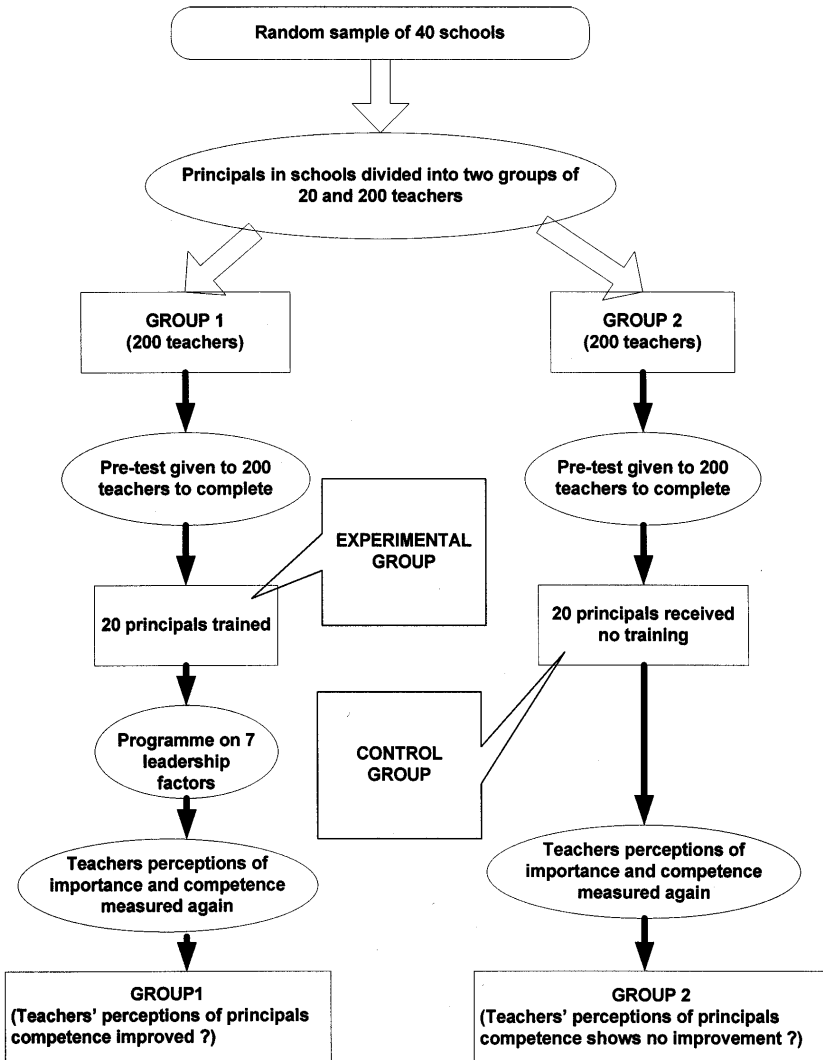 Random sample of 40 schools
Principals in schools divided into two groups of
20 and 200 teachers
GROUP 1
(200 teachers)
GROUP 2
(200 teachers)
Pre-test given to 200
teachers to complete
Pre-test given to 200
teachers to complete
EXPERIMENTAL
GROUP
20 principals trained
20 principals received
no training
Programme on 7
leadership
factors
CONTROL
GROUP
Teachers perceptions of
importance and competence
measured again
Teachers perceptions of
importance and competence
measured again
GROUP1
(Teachers' perceptions of principals
competence improved ?)
GROUP 2
(Teachers' perceptions of principals
competence shows no improvement ?)